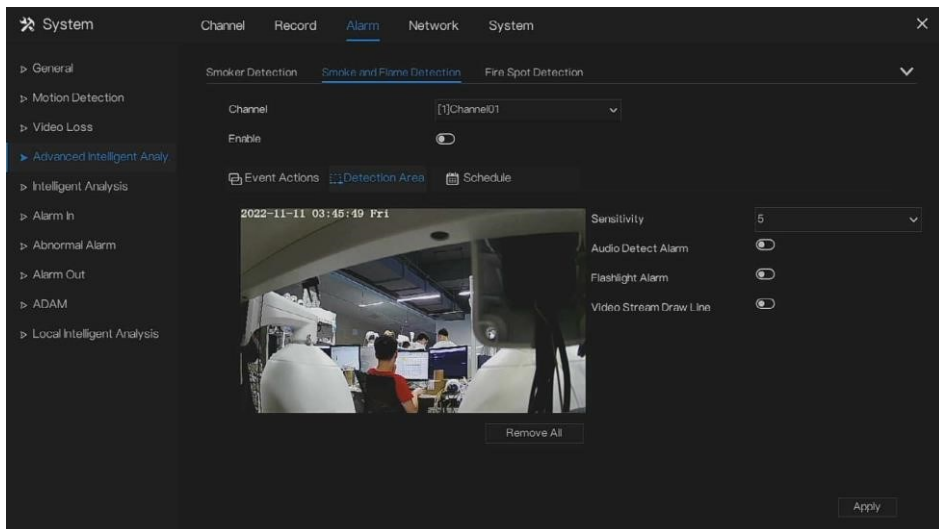 System
Channel Record Alarm Network System
General
Motion Detection
Video Loss
Advanced Intelligent Analy.
Intelligent Analysis
Alarm In
Abnormal Alarm
Alarm Out
ADAM
Local Intelligent Analysis
Smoker Detection Smoke and Flame Detection Fire Spot Detection
Channel [1]Channel01
Enable
Event Actions Detection Area Schedule
2022-11-11 03:45:49 Fri
Sensitivity 5
Audio Detect Alarm
Flashlight Alarm
Video Stream Draw Line
Remove All
Apply